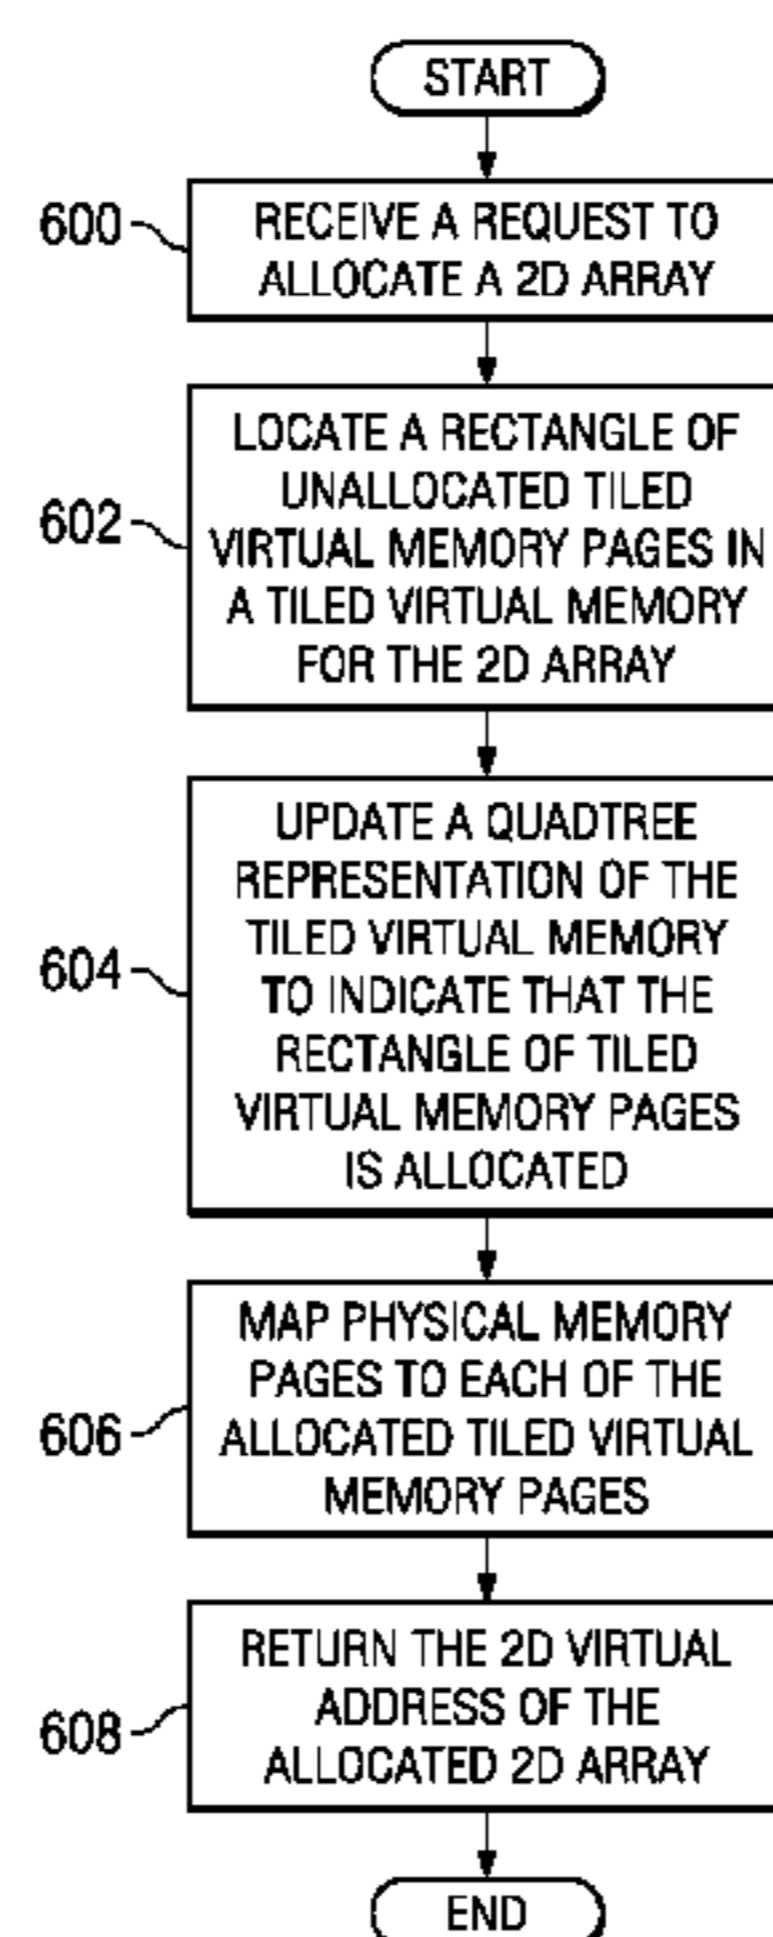 START
600
RECEIVE A REQUEST TO
ALLOCATE A 2D ARRAY
602
LOCATE A RECTANGLE OF
UNALLOCATED TILED
VIRTUAL MEMORY PAGES IN
A TILED VIRTUAL MEMORY
FOR THE 2D ARRAY
604
UPDATE A QUADTREE
REPRESENTATION OF THE
TILED VIRTUAL MEMORY
TO INDICATE THAT THE
RECTANGLE OF TILED
VIRTUAL MEMORY PAGES
IS ALLOCATED
606
MAP PHYSICAL MEMORY
PAGES TO EACH OF THE
ALLOCATED TILED VIRTUAL
MEMORY PAGES
608
RETURN THE 2D VIRTUAL
ADDRESS OF THE
ALLOCATED 2D ARRAY
END